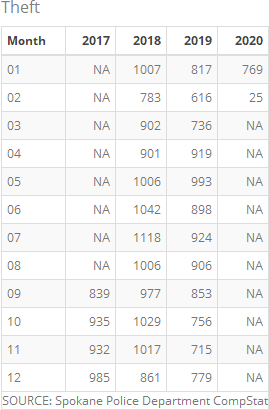 Theft
Month 2017 2018 2019 2020
01 NA 1007 817 769
02 NA 783 616 25
03 NA 902 736 NA
04 NA 901 919 NA
05 NA 1006 993 NA
06 NA 1042 898 NA
07 NA 1118 924 NA
08 NA 1006 906 NA
09 839 977 853 NA
10 935 1029 756 NA
11 932 1017 715 NA
12 985 861 779 NA
SOURCE: Spokane Police Department CompStat